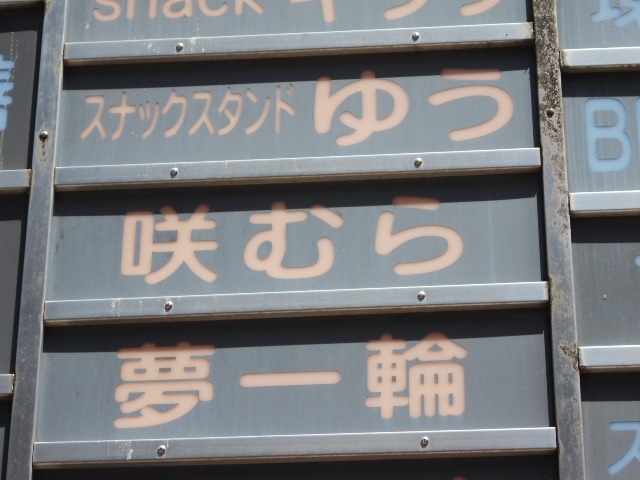 snack
スナックスタンド ゆう
咲むら
夢一輪
B